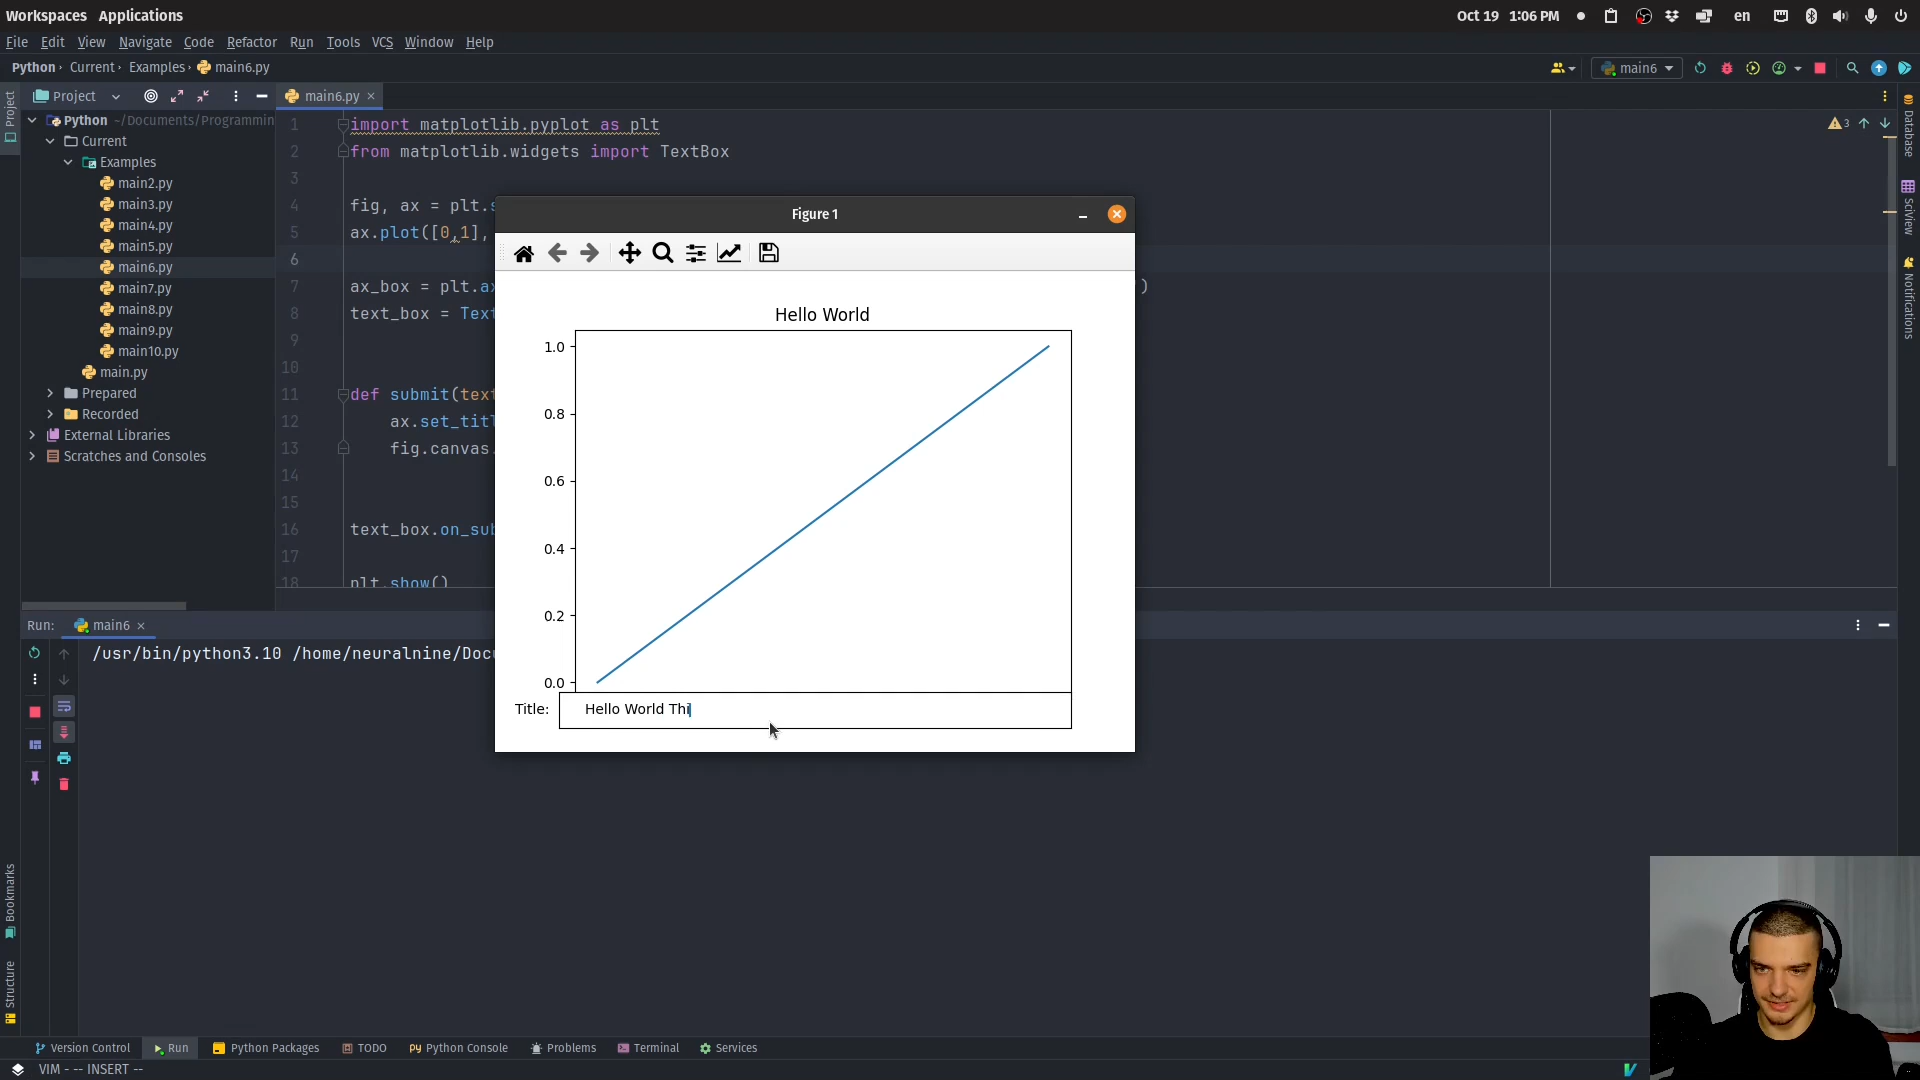 Workspaces Applications
Oct 19 1:06 PM
en
File Edit View Navigate Code Refactor Run Tools VCS Window Help
Python Current Examples main6.py
main6
Project
main6.py
Project
Python ~/Documents/Programmin
Current
Examples
main2.py
main3.py
main4.py
main5.py
main6.py
main7.py
main8.py
main9.py
main10.py
main.py
Prepared
Recorded
External Libraries
Scratches and Consoles
1 import matplotlib.pyplot as plt
2 from matplotlib.widgets import TextBox
3
4 fig, ax = plt.s
5 ax.plot([0,1],
6
7 ax_box = plt.ax )
8 text_box = Text
9
10
11 def submit(text
12 ax.set_titl
13 fig.canvas.
14
15
16 text_box.on_sub
17
18 plt.show()
3
Database
SciView
Notifications
Figure 1
Hello World
1.0
0.8
0.6
0.4
0.2
0.0
Title: Hello World Thi
Run: main6
/usr/bin/python3.10 /home/neuralnine/Docu
Bookmarks
Structure
Version Control Run Python Packages TODO Python Console Problems Terminal Services
VIM - -- INSERT --